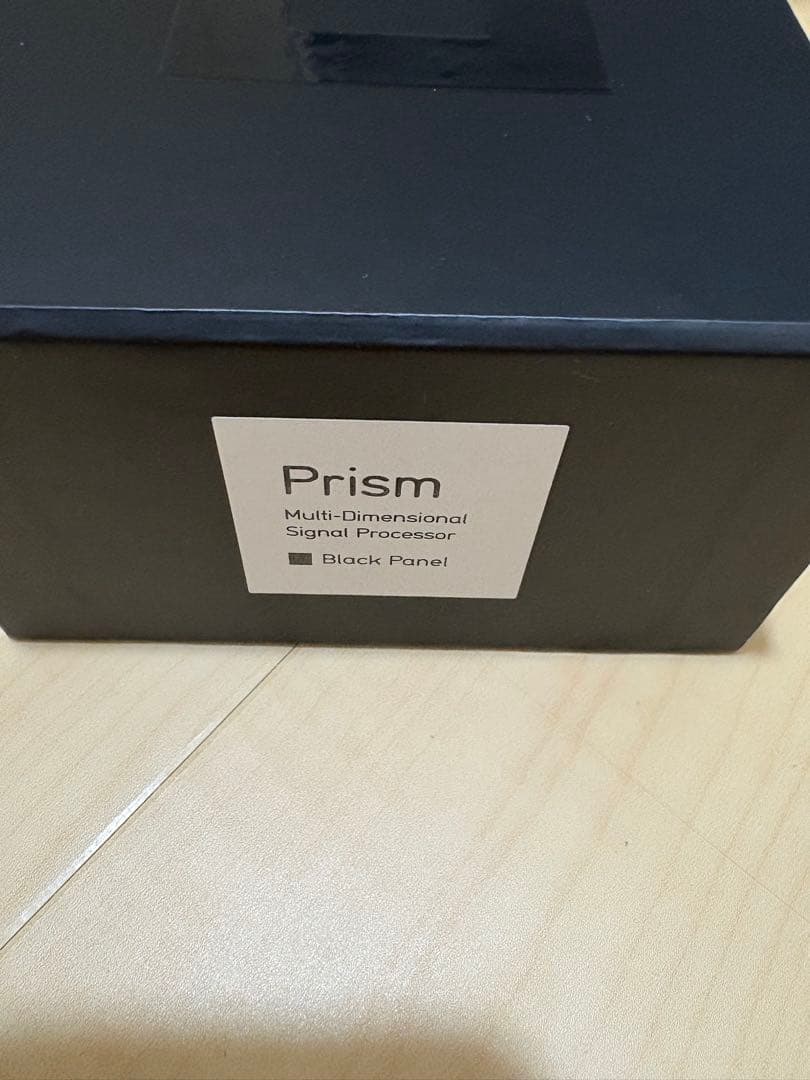 Prism
Multi-Dimensional
Signal Processor
Black Panel